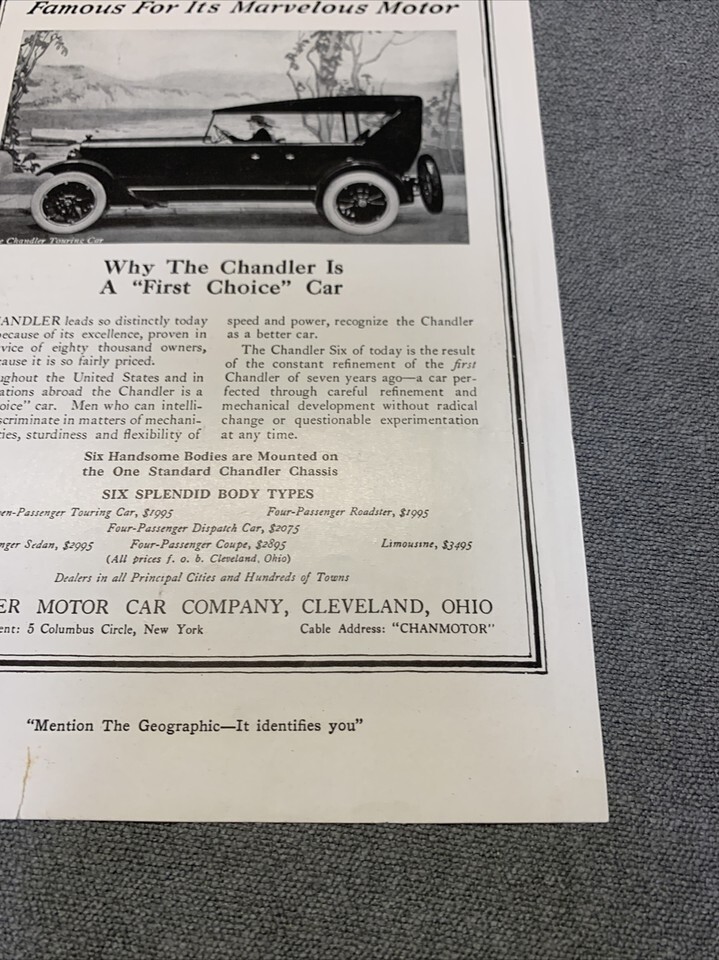 Famous For Its Marvelous Motor
Chandler Touring Car
Why The Chandler Is
A "First Choice" Car
ANDLER leads so distinctly today
because of its excellence, proven in
vice of eighty thousand owners,
ause it is so fairly priced.
ughout the United States and in
ations abroad the Chandler is a
oice" car. Men who can intelli-
scriminate in matters of mechani-
ies, sturdiness and flexibility of
speed and power, recognize the Chandler
as a better car.
The Chandler Six of today is the result
of the constant refinement of the first
Chandler of seven years ago—a car per-
fected through careful refinement and
mechanical development without radical
change or questionable experimentation
at any time.
Six Handsome Bodies are Mounted on
the One Standard Chandler Chassis
SIX SPLENDID BODY TYPES
en-Passenger Touring Car, $1995 Four-Passenger Roadster, $1995
Four-Passenger Dispatch Car, $2075
nger Sedan, $2995 Four-Passenger Coupe, $2895 Limousine, $3495
(All prices f. o. b. Cleveland, Ohio)
Dealers in all Principal Cities and Hundreds of Towns
ER MOTOR CAR COMPANY, CLEVELAND, OHIO
ent: 5 Columbus Circle, New York Cable Address: "CHANMOTOR"
"Mention The Geographic—It identifies you"